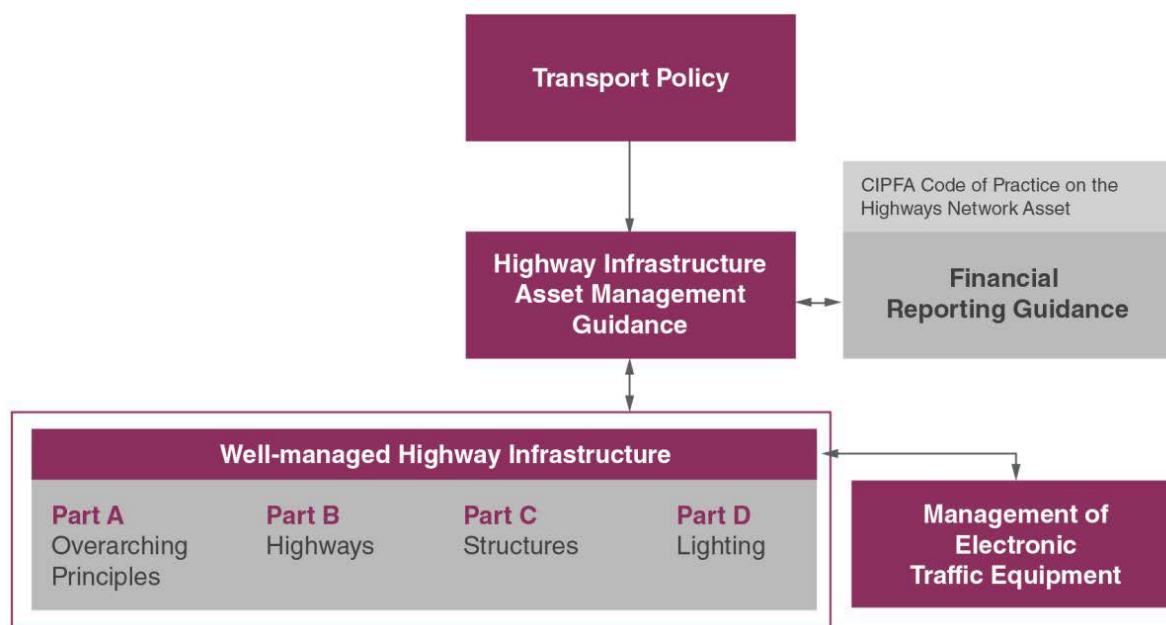 Transport Policy
CIPFA Code of Practice on the
Highways Network Asset
Highway Infrastructure
Asset Management
Guidance
Financial
Reporting Guidance
Well-managed Highway Infrastructure
Part A
Overarching
Principles
Part B
Highways
Part C
Structures
Part D
Lighting
Management of
Electronic
Traffic Equipment